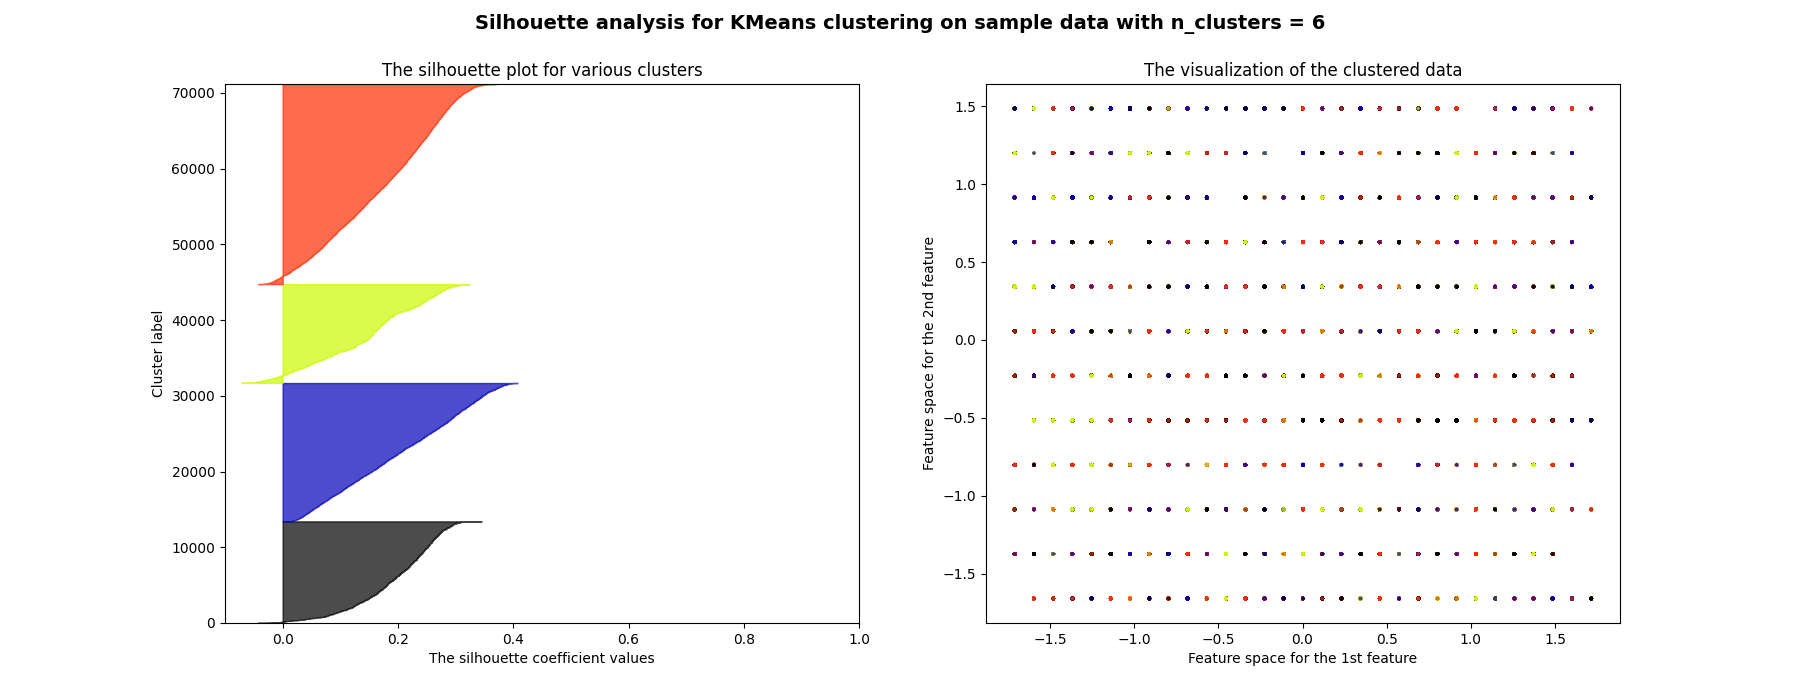 Silhouette analysis for KMeans clustering on sample data with n_clusters = 6
The silhouette plot for various clusters
Cluster label
70000
60000
50000
40000
30000
20000
10000
0
0.0 0.2 0.4 0.6 0.8 1.0
The silhouette coefficient values
The visualization of the clustered data
Feature space for the 2nd feature
1.5
1.0
0.5
0.0
−0.5
−1.0
−1.5
−1.5 −1.0 −0.5 0.0 0.5 1.0 1.5
Feature space for the 1st feature